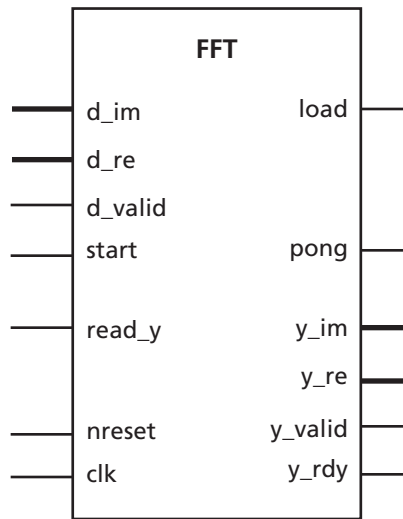 FFT
d_im
load
d_re
d_valid
start
pong
read_y
y_im
y_re
nreset
y_valid
clk
y_rdy